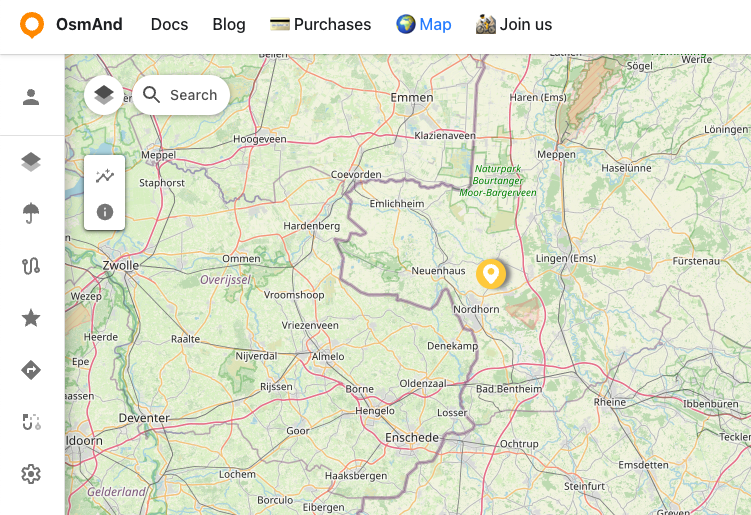 OsmAnd
Docs
Blog
Purchases
Map
Join us
Sögel
Werlte
Search
Emmen
Haren (Ems)
Löningen
Klazienaveen
Hoogeveen
Meppel
Meppen
Staphorst
Coevorden
Naturpark
Bourtanger
Moor-Bargerveen
Haselünne
Emlichheim
Hardenberg
Ommen
Lingen (Ems)
Fürstenau
Zwolle
Neuenhaus
Overijssel
Wezep
Vroomshoop
Nordhorn
Heerde
Raalte
Vriezenveen
Denekamp
Epe
Nijverdal
Almelo
Rijssen
Borne
Oldenzaal
Bad Bentheim
Rheine
Ibbenbüren
Deventer
Hengelo
Losser
Goor
Enschede
Ochtrup
Emsdetten
Lochem
Haaksbergen
Steinfurt
Gelderland
Borculo
Eibergen
Greven